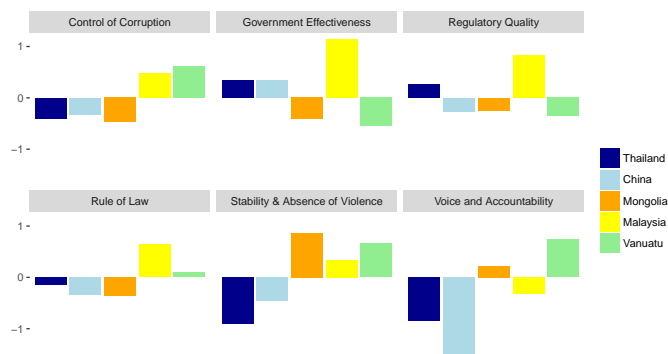 Control of Corruption
Government Effectiveness
Regulatory Quality
1
0
−1
Rule of Law
Stability & Absence of Violence
Voice and Accountability
1
0
−1
Thailand
China
Mongolia
Malaysia
Vanuatu